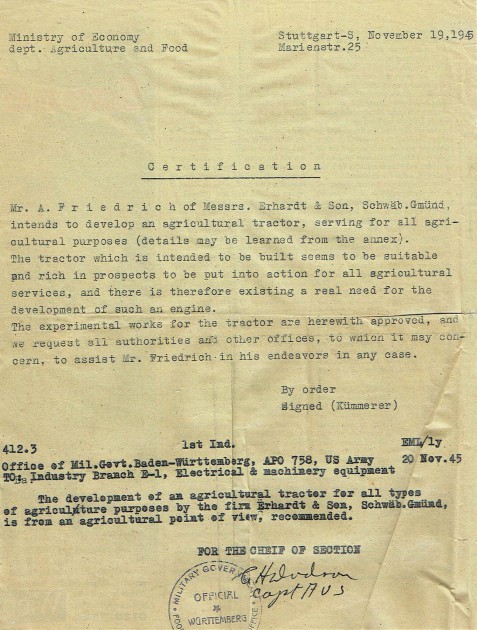 Ministry of Economy
dept. Agriculture and Food
Stuttgart-S, November 19,1945
Marienstr.25
Certification
Mr. A. Friedrich of Messrs. Erhardt & Son, Schwäb.Gmünd,
intends to develop an agricultural tractor, serving for all agri-
cultural purposes (details may be learned from the annex).
The tractor which is intended to be built seems to be suitable
and rich in prospects to be put into action for all agricultural
services, and there is therefore existing a real need for the
development of such an engine.
The experimental works for the tractor are herewith approved, and
we request all authorities and other offices, to which it may con-
cern, to assist Mr. Friedrich in his endeavors in any case.
By order
Signed (Kümmerer)
412.3 1st Ind. EML/ly
Office of Mil.Govt.Baden-Württemberg, APO 758, US Army 20 Nov.45
TO: Industry Branch E-1, Electrical & machinery equipment
The development of an agricultural tractor for all types
of agriculture purposes by the firm Erhardt & Son, Schwäb.Gmünd,
is from an agricultural point of view, recommended.
FOR THE CHEIF OF SECTION
Capt AUS
MILITARY GOVER
OFFICIAL
WÜRTTEMBERG
FOOD